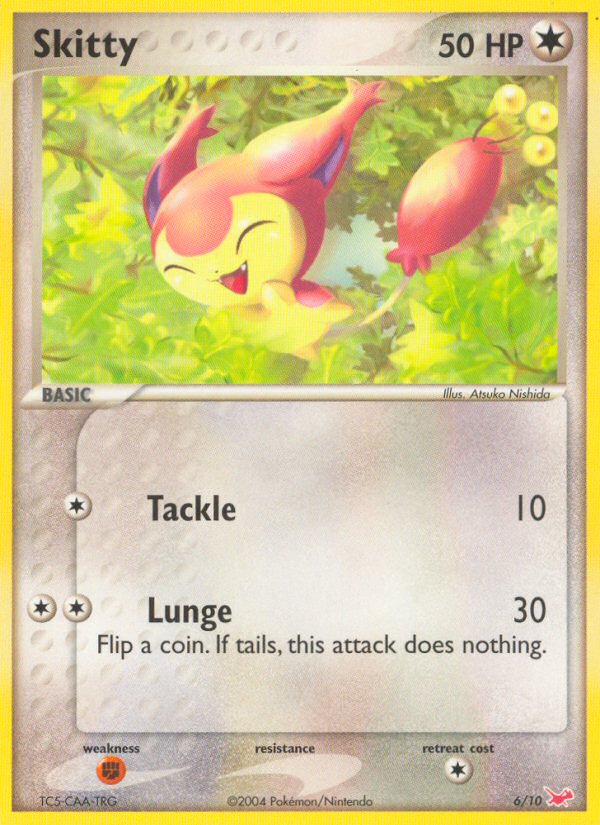 Skitty
50 HP
BASIC
Illus. Atsuko Nishida
Tackle 10
Lunge 30
Flip a coin. If tails, this attack does nothing.
weakness resistance retreat cost
TC5-CAA-TRG ©2004 Pokémon/Nintendo 6/10